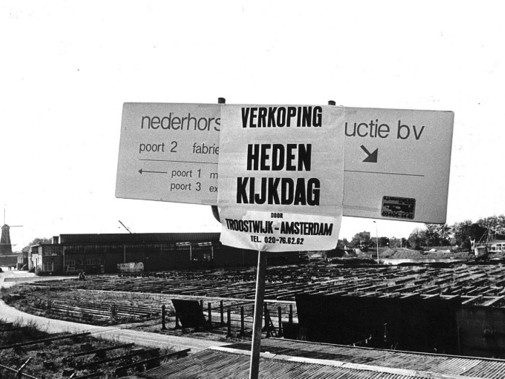 VERKOPING
HEDEN
KIJKDAG
DOOR
TROOSTWIJK - AMSTERDAM
TEL. 020-76.62.62
nederhors
uctie bv
poort 2 fabrie
poort 1 m
poort 3 ex